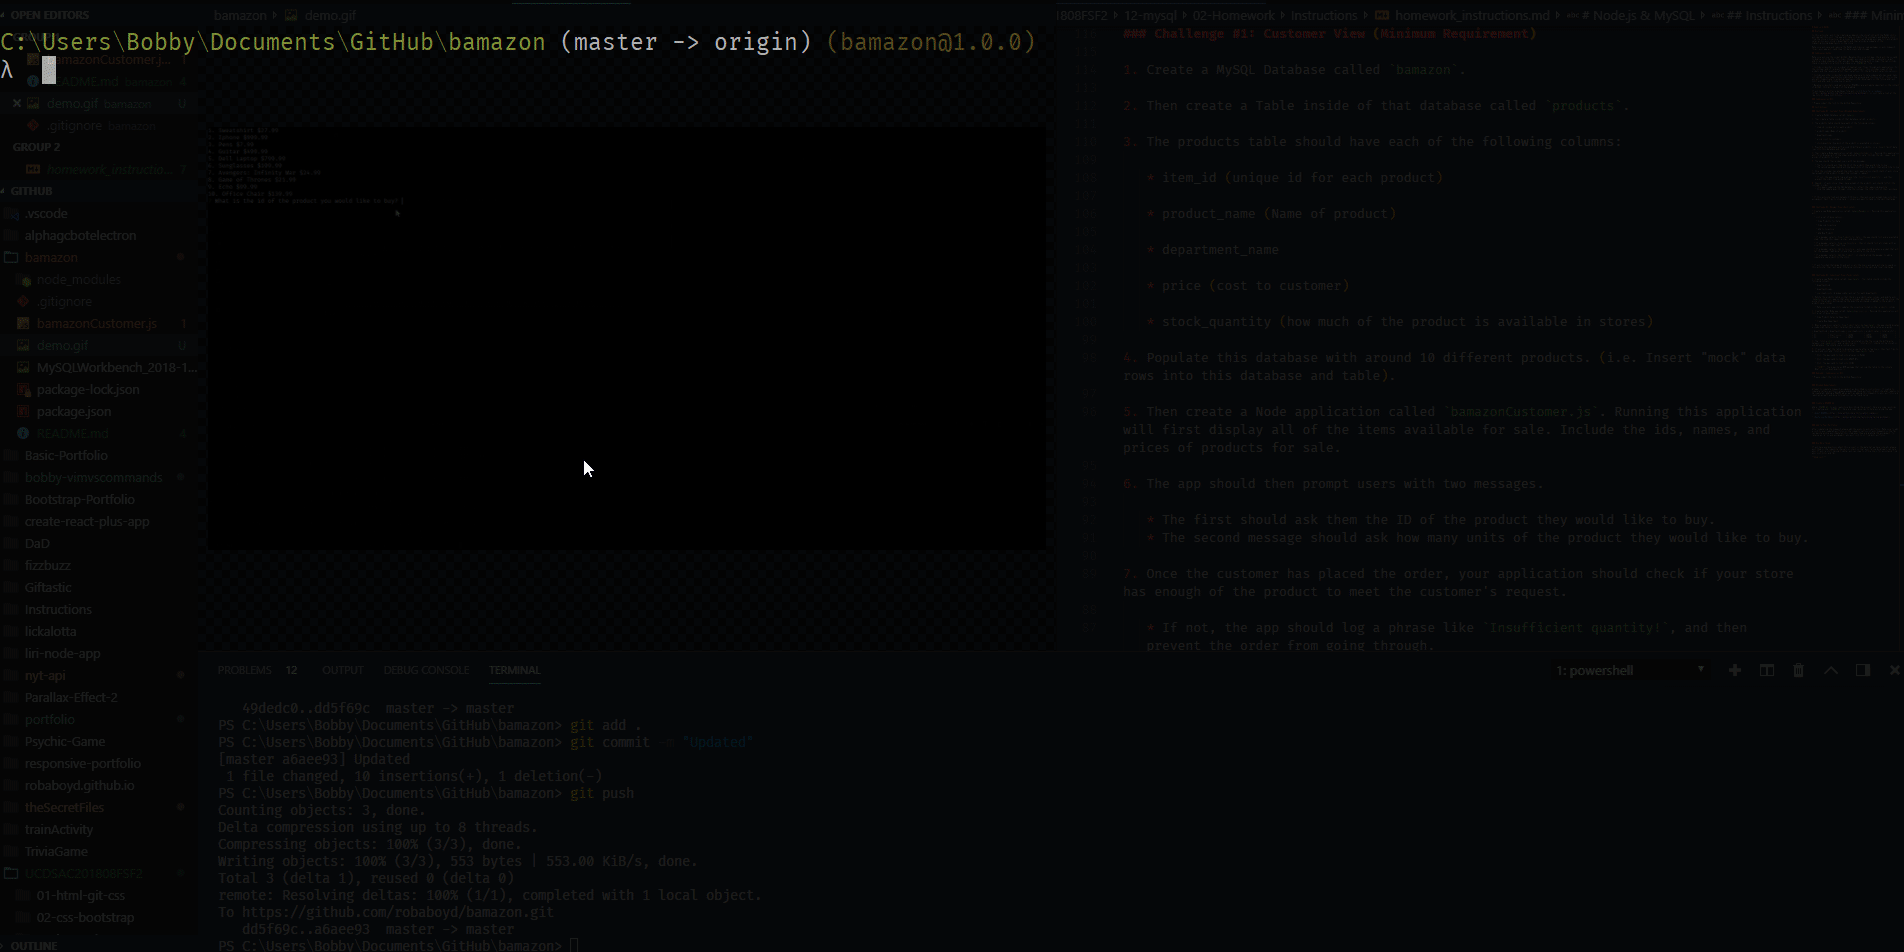 OPEN EDITORS
bamazon demo.gif
1808FSF2 12-mysql 02-Homework Instructions homework_instructions.md # Node.js & MySQL ## Instructions
C:\Users\Bobby\Documents\GitHub\bamazon (master -> origin) (bamazon@1.0.0)
λ
bamazonCustomer.j... 1
README.md bamazon 4
demo.gif bamazon U
.gitignore bamazon
GROUP 2
homework_instructio... 7
GITHUB
.vscode
alphagcbotelectron
bamazon
node_modules
.gitignore
bamazonCustomer.js 1
demo.gif U
MySQLWorkbench_2018-1...
package-lock.json
package.json
README.md 4
Basic-Portfolio
bobby-vimvscommands
Bootstrap-Portfolio
create-react-plus-app
DaD
fizzbuzz
Giftastic
Instructions
lickalotta
liri-node-app
nyt-api
Parallax-Effect-2
portfolio
Psychic-Game
responsive-portfolio
robaboyd.github.io
theSecretFiles
trainActivity
TriviaGame
UCDSAC201808FSF2
01-html-git-css
02-css-bootstrap
OUTLINE
What is the id of the product you would like to buy?
### Challenge #1: Customer View (Minimum Requirement)
1. Create a MySQL Database called `bamazon`.
2. Then create a Table inside of that database called `products`.
3. The products table should have each of the following columns:
* item_id (unique id for each product)
* product_name (Name of product)
* department_name
* price (cost to customer)
* stock_quantity (how much of the product is available in stores)
4. Populate this database with around 10 different products. (i.e. Insert "mock" data
rows into this database and table).
5. Then create a Node application called `bamazonCustomer.js`. Running this application
will first display all of the items available for sale. Include the ids, names, and
prices of products for sale.
6. The app should then prompt users with two messages.
* The first should ask them the ID of the product they would like to buy.
* The second message should ask how many units of the product they would like to buy.
7. Once the customer has placed the order, your application should check if your store
has enough of the product to meet the customer's request.
* If not, the app should log a phrase like `Insufficient quantity!`, and then
prevent the order from going through.
PROBLEMS 12 OUTPUT DEBUG CONSOLE TERMINAL 1: powershell
49dedc0..dd5f69c master -> master
PS C:\Users\Bobby\Documents\GitHub\bamazon> git add .
PS C:\Users\Bobby\Documents\GitHub\bamazon> git commit -m "Updated"
[master a6aee93] Updated
1 file changed, 10 insertions(+), 1 deletion(-)
PS C:\Users\Bobby\Documents\GitHub\bamazon> git push
Counting objects: 3, done.
Delta compression using up to 8 threads.
Compressing objects: 100% (3/3), done.
Writing objects: 100% (3/3), 553 bytes | 553.00 KiB/s, done.
Total 3 (delta 1), reused 0 (delta 0)
remote: Resolving deltas: 100% (1/1), completed with 1 local object.
To https://github.com/robaboyd/bamazon.git
dd5f69c..a6aee93 master -> master
PS C:\Users\Bobby\Documents\GitHub\bamazon>